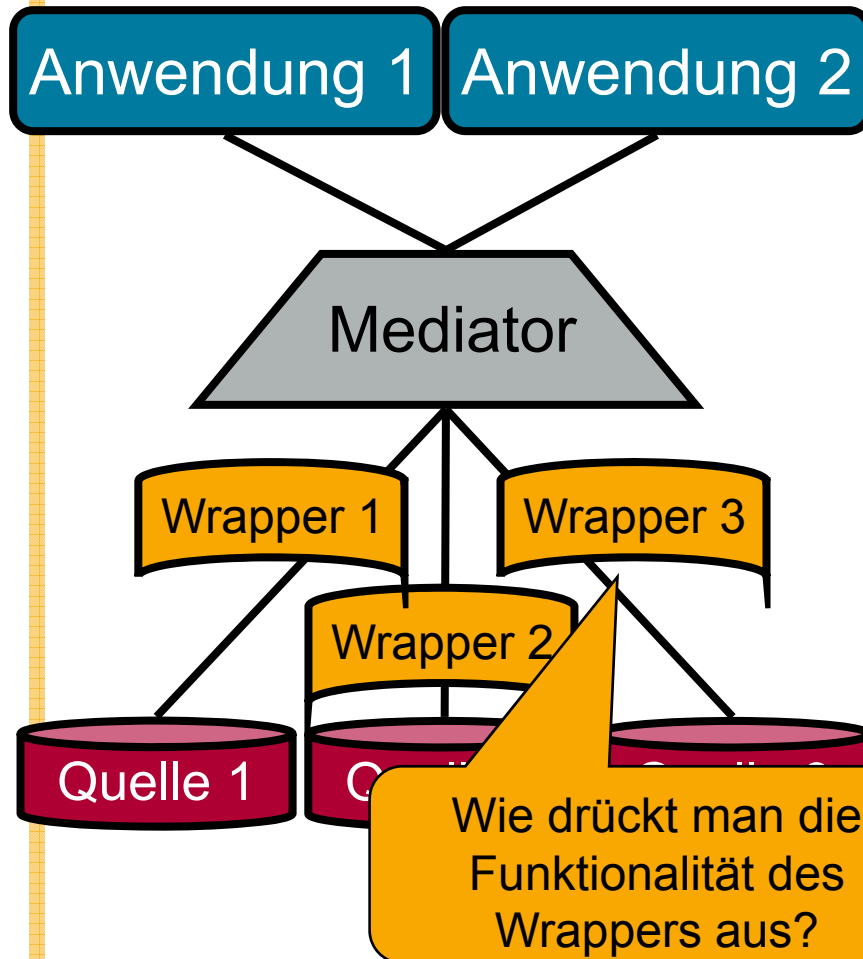 Anwendung 1
Anwendung 2
Mediator
Wrapper 1
Wrapper 3
Wrapper 2
Quelle 1
Wie drückt man die
Funktionalität des
Wrappers aus?